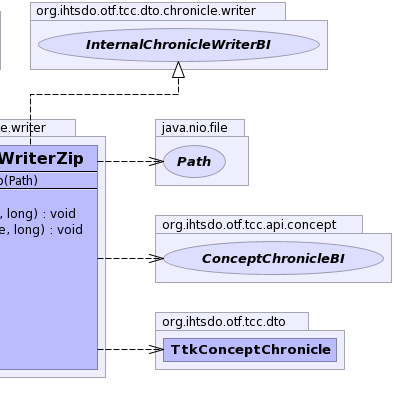 org.ihtsdo.otf.tcc.dto.chronicle.writer
InternalChronicleWriterBI
e.writer
WriterZip
o(Path)
, long) : void
e, long) : void
java.nio.file
Path
org.ihtsdo.otf.tcc.api.concept
ConceptChronicleBI
org.ihtsdo.otf.tcc.dto
TtkConceptChronicle